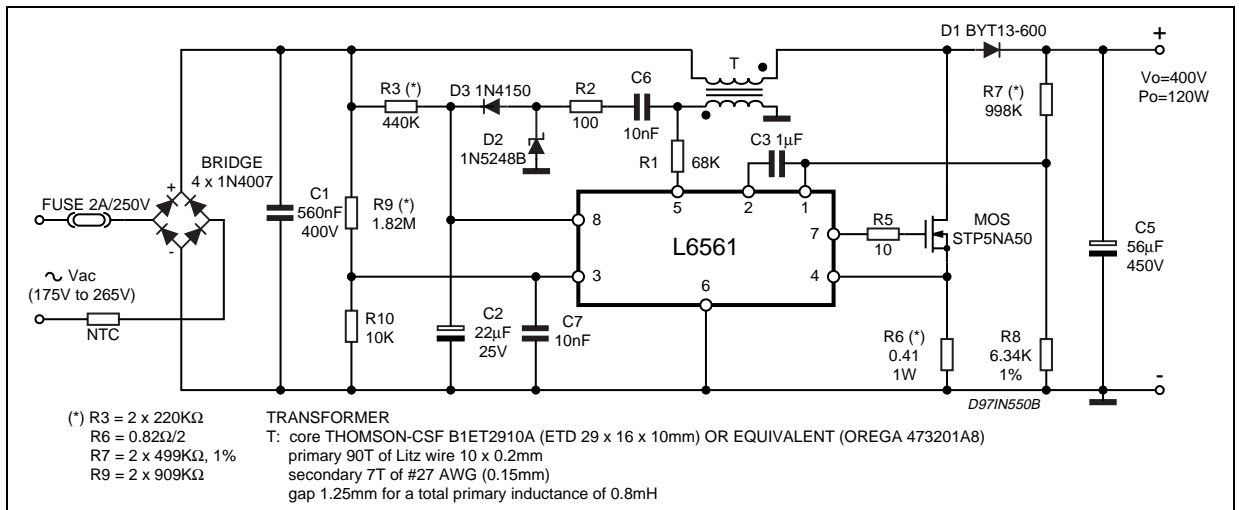 D1 BYT13-600
+
Vo=400V
Po=120W
T
C6
10nF
R2
100
D3 1N4150
R3 (*)
440K
R7 (*)
998K
D2
1N5248B
C3 1μF
R1
68K
BRIDGE
4 x 1N4007
+
-
FUSE 2A/250V
C1
560nF
400V
R9 (*)
1.82M
5
2
1
8
7
L6561
3
4
6
R5
10
MOS
STP5NA50
C5
56μF
450V
∼ Vac
(175V to 265V)
NTC
R10
10K
C2
22μF
25V
C7
10nF
R6 (*)
0.41
1W
R8
6.34K
1%
-
D97IN550B
(*) R3 = 2 x 220KΩ
R6 = 0.82Ω/2
R7 = 2 x 499KΩ, 1%
R9 = 2 x 909KΩ
TRANSFORMER
T: core THOMSON-CSF B1ET2910A (ETD 29 x 16 x 10mm) OR EQUIVALENT (OREGA 473201A8)
primary 90T of Litz wire 10 x 0.2mm
secondary 7T of #27 AWG (0.15mm)
gap 1.25mm for a total primary inductance of 0.8mH